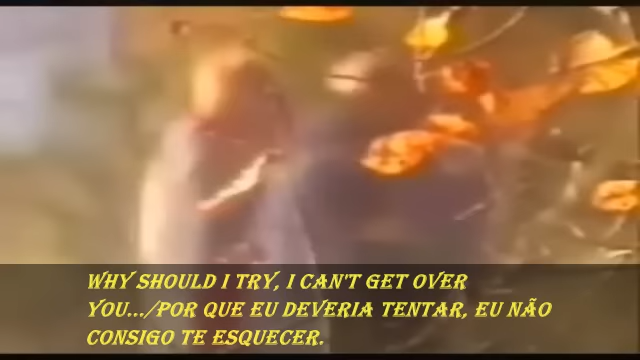 WHY SHOULD I TRY, I CAN'T GET OVER
YOU.../POR QUE EU DEVERIA TENTAR, EU NÃO
CONSIGO TE ESQUECER.